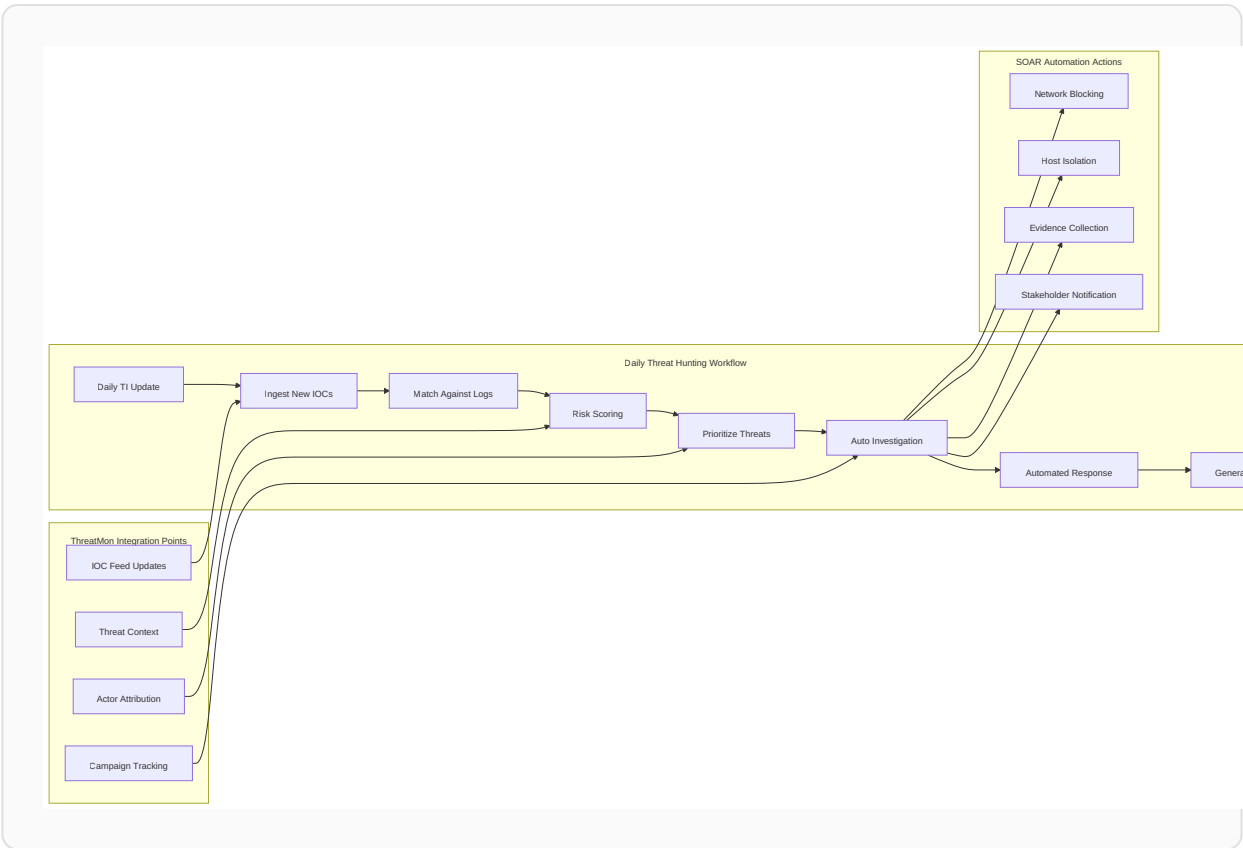 SOAR Automation Actions
Network Blocking
Host Isolation
Evidence Collection
Stakeholder Notification
Daily Threat Hunting Workflow
Daily TI Update
Ingest New IOCs
Match Against Logs
Risk Scoring
Prioritize Threats
Auto Investigation
Automated Response
Genera
ThreatMon Integration Points
IOC Feed Updates
Threat Context
Actor Attribution
Campaign Tracking